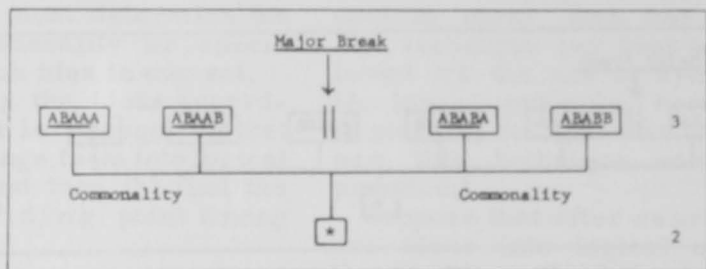 Major Break
ABAAA ABAAB ABABA ABABB 3
Commonality Commonality
* 2